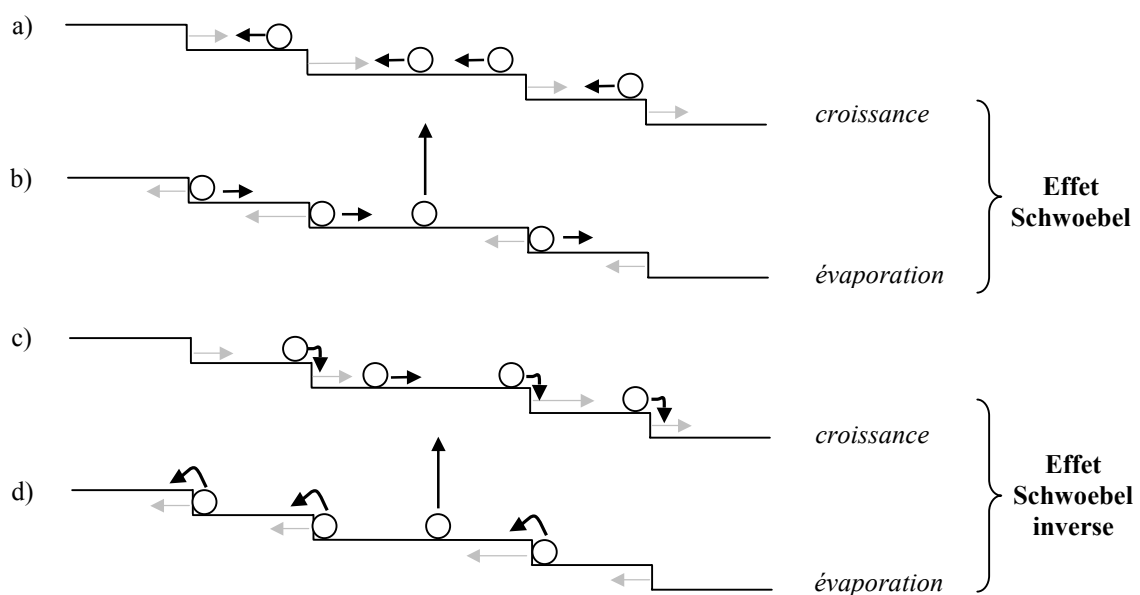 a)
croissance
b)
évaporation
Effet
Schwoebel
c)
croissance
d)
évaporation
Effet
Schwoebel
inverse